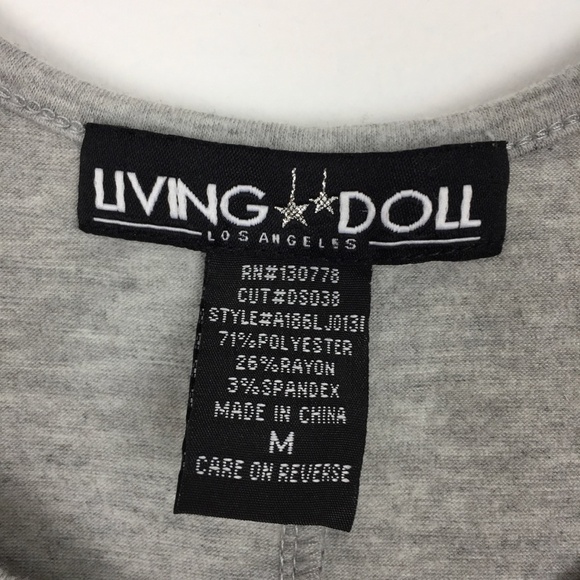 LIVING DOLL
LOS ANGELES
RN#130778
CUT#DS038
STYLE#A186LJ0131
71%POLYESTER
26%RAYON
3%SPANDEX
MADE IN CHINA
M
CARE ON REVERSE